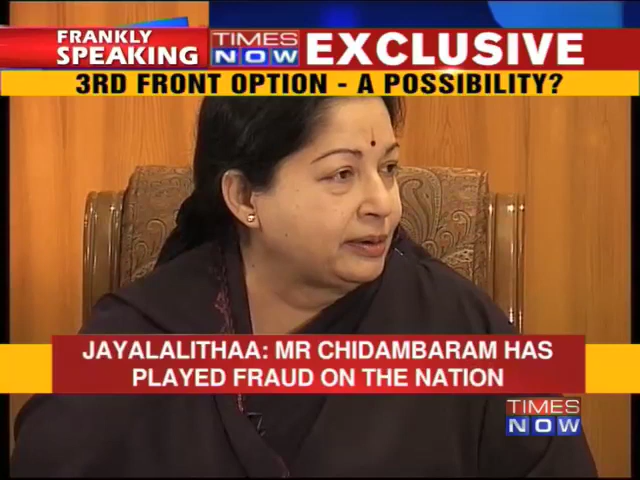 FRANKLY
SPEAKING
TIMES
NOW
EXCLUSIVE
3RD FRONT OPTION - A POSSIBILITY?
JAYALALITHAA: MR CHIDAMBARAM HAS
PLAYED FRAUD ON THE NATION
TIMES
NOW